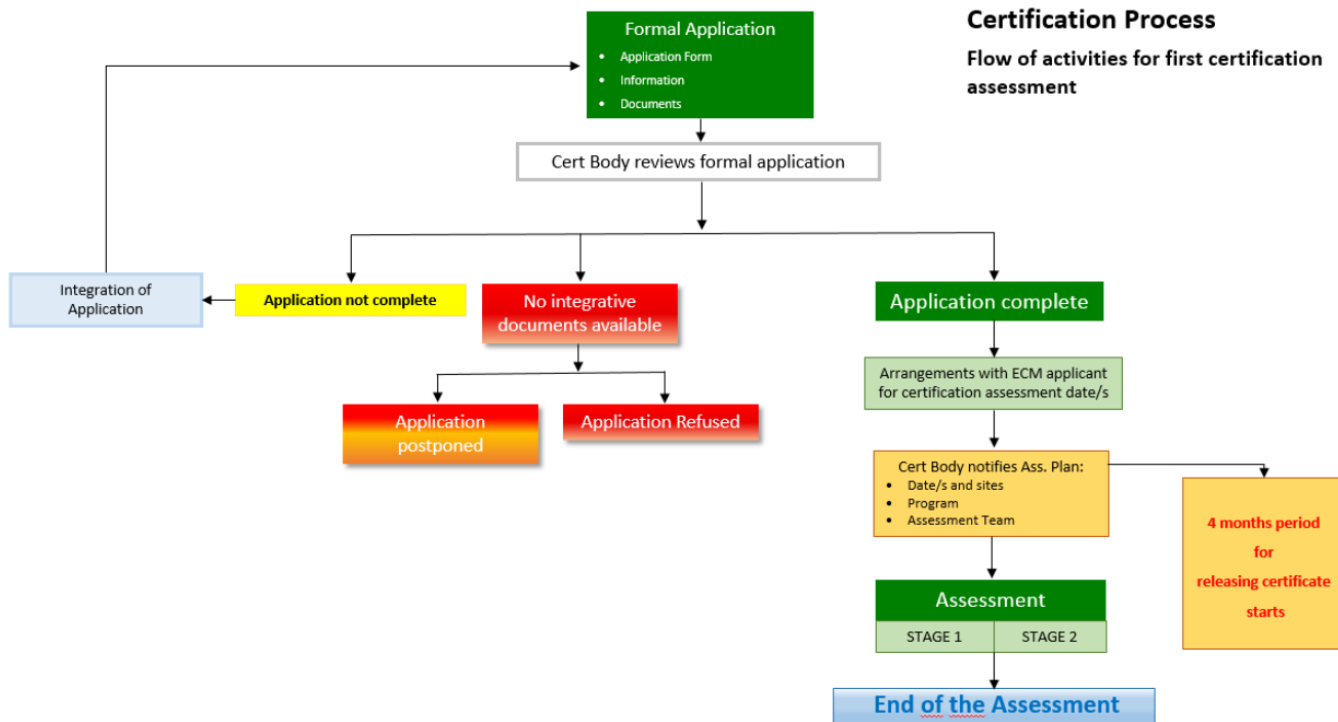 Certification Process
Flow of activities for first certification
assessment
Formal Application
• Application Form
• Information
• Documents
Cert Body reviews formal application
Integration of
Application
Application not complete
No integrative
documents available
Application complete
Application
postponed
Application Refused
Arrangements with ECM applicant
for certification assessment date/s
Cert Body notifies Ass. Plan:
• Date/s and sites
• Program
• Assessment Team
4 months period
for
releasing certificate
starts
Assessment
STAGE 1
STAGE 2
End of the Assessment